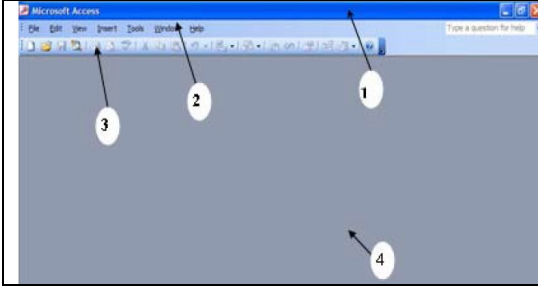 Microsoft Access
File Edit View Insert Tools Window Help
Type a question for help
1
2
3
4